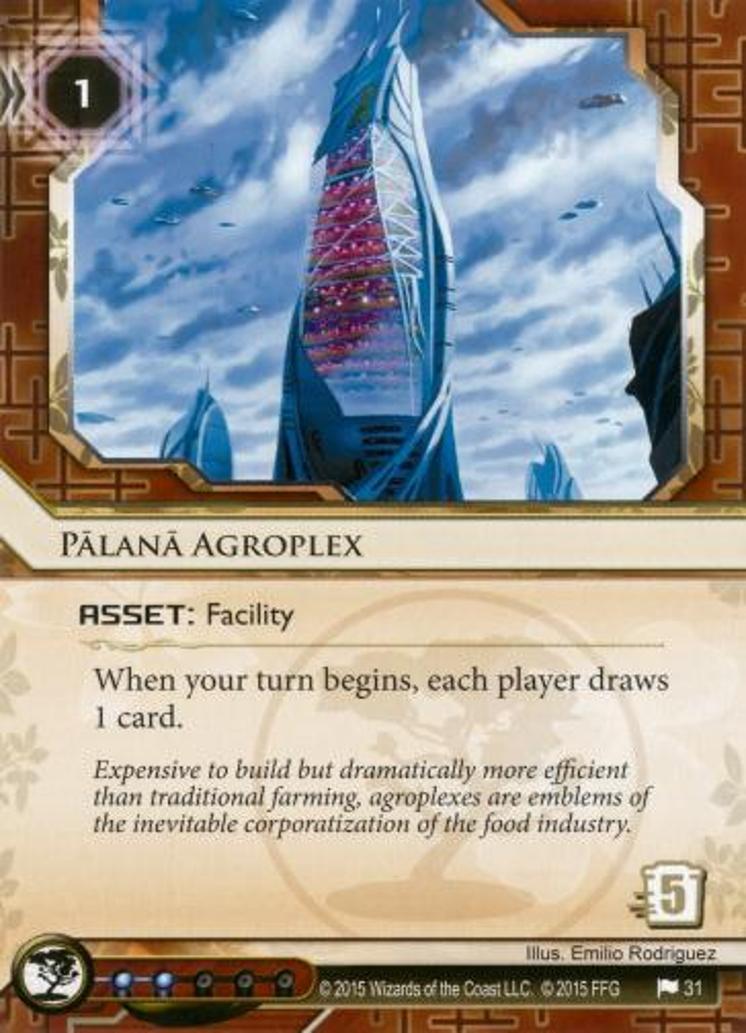 1
PĀLANĀ AGROPLEX
ASSET: Facility
When your turn begins, each player draws
1 card.
Expensive to build but dramatically more efficient
than traditional farming, agroplexes are emblems of
the inevitable corporatization of the food industry.
5
Illus. Emilio Rodriguez
© 2015 Wizards of the Coast LLC. © 2015 FFG 31